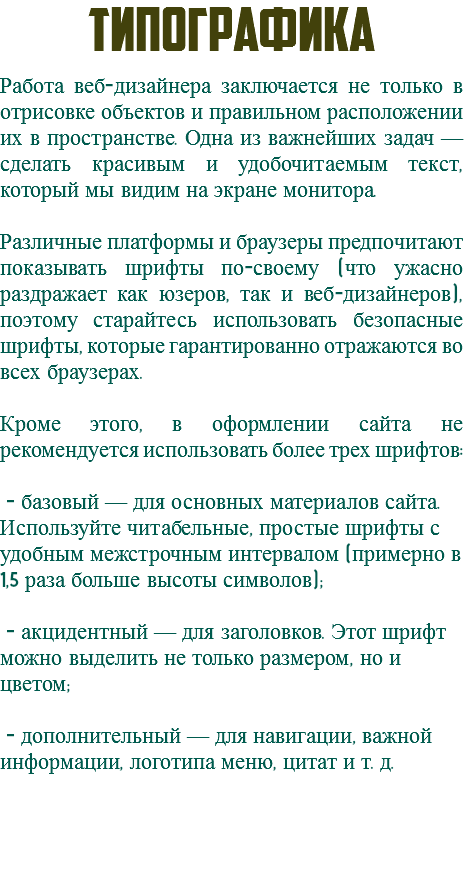 ТИПОГРАФИКА
Работа веб-дизайнера заключается не только в
отрисовке объектов и правильном расположении
их в пространстве. Одна из важнейших задач —
сделать красивым и удобочитаемым текст,
который мы видим на экране монитора.
Различные платформы и браузеры предпочитают
показывать шрифты по-своему (что ужасно
раздражает как юзеров, так и веб-дизайнеров),
поэтому старайтесь использовать безопасные
шрифты, которые гарантированно отражаются во
всех браузерах.
Кроме этого, в оформлении сайта не
рекомендуется использовать более трех шрифтов:
- базовый — для основных материалов сайта.
Используйте читабельные, простые шрифты с
удобным межстрочным интервалом (примерно в
1,5 раза больше высоты символов);
- акцидентный — для заголовков. Этот шрифт
можно выделить не только размером, но и
цветом;
- дополнительный — для навигации, важной
информации, логотипа меню, цитат и т. д.